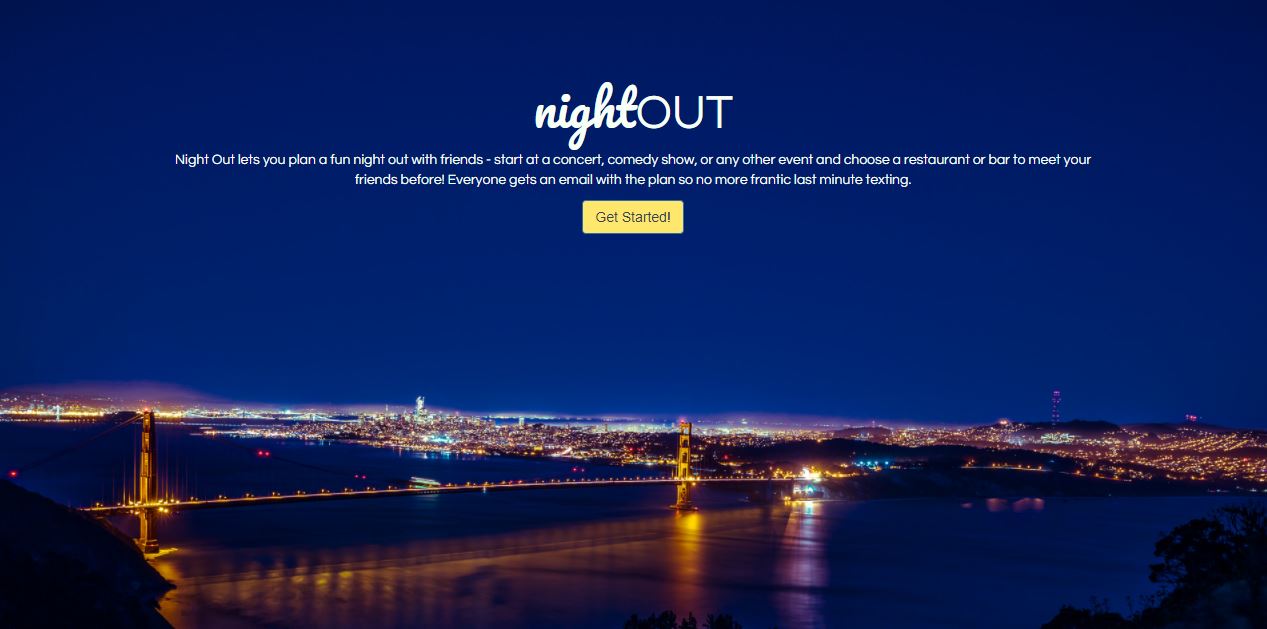 nightOUT
Night Out lets you plan a fun night out with friends - start at a concert, comedy show, or any other event and choose a restaurant or bar to meet your
friends before! Everyone gets an email with the plan so no more frantic last minute texting.
Get Started!